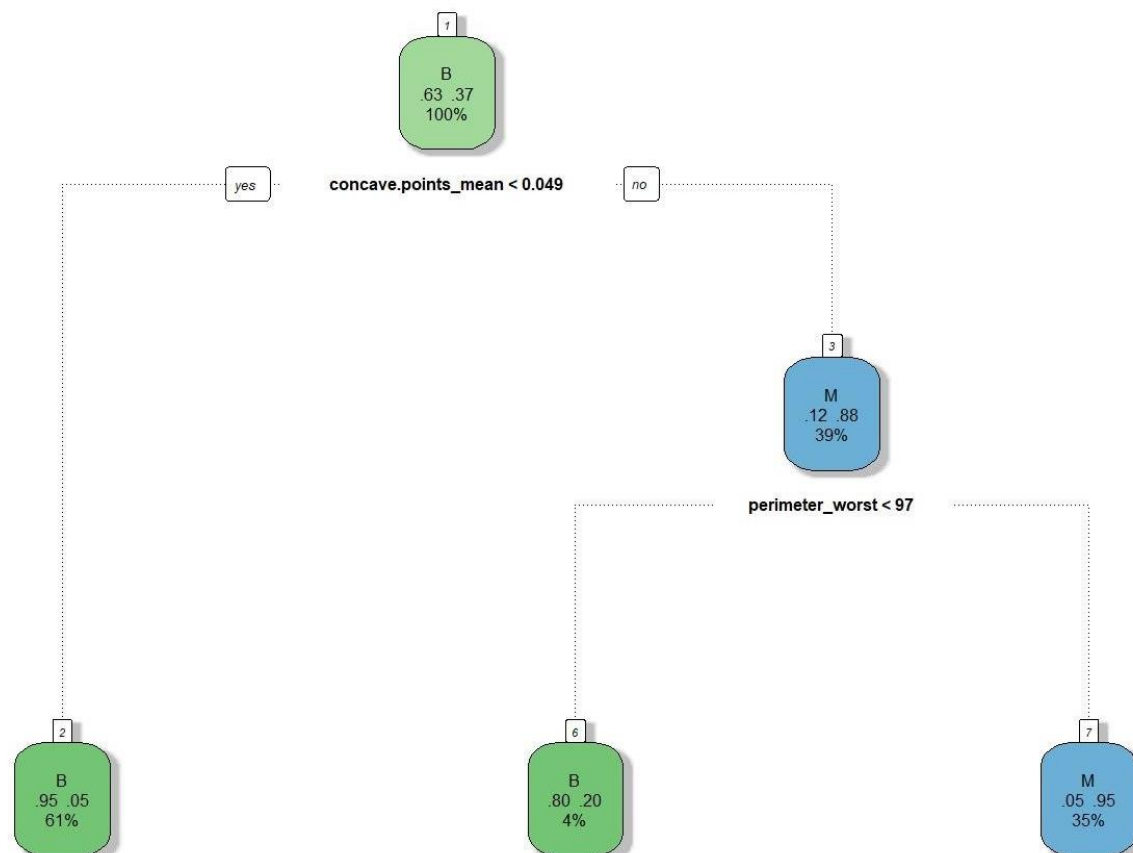 1
B
.63 .37
100%
yes
concave.points_mean < 0.049
no
3
M
.12 .88
39%
perimeter_worst < 97
2
B
.95 .05
61%
6
B
.80 .20
4%
7
M
.05 .95
35%